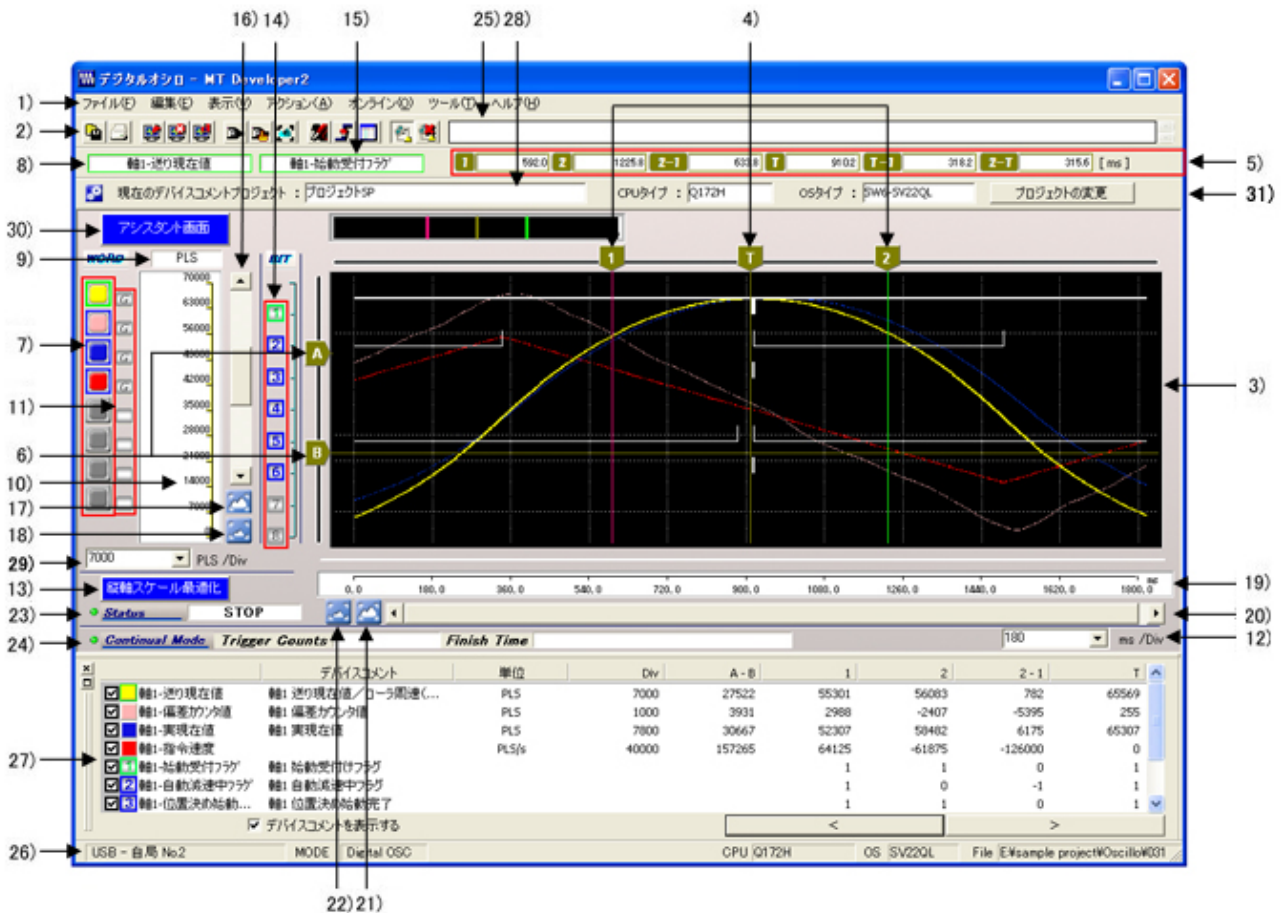 16) 14) 15) 25) 28) 4)
デジタルオシロ - MT Developer2
1) ファイル(F) 編集(E) 表示(V) アクション(A) オンライン(O) ツール(T) ヘルプ(H)
2)
8) 軸1-送り現在値 軸1-始動受付フラグ 1 592.0 2 1225.8 2-1 633.8 T 910.2 T-1 318.2 2-T 315.6 [ms] 5)
現在のデバイスコメントプロジェクト : プロジェクトSP CPUタイプ : Q172H OSタイプ : SW6-SV22QL プロジェクトの変更 31)
30) アシスタント画面
WORD 9) PLS BIT 1 T 2
70000
63000 1
56000
7) G 2
49000 A
G 3 3)
42000
11) 35000 4
28000 5
6) 21000 B
10) 14000 6
17) 7000 7
18) 0 8
29) 7000 PLS /Div
13) 縦軸スケール最適化 0.0 180.0 360.0 540.0 720.0 900.0 1080.0 1260.0 1440.0 1620.0 1800.0 ms 19)
23) Status STOP 20)
24) Continual Mode Trigger Counts Finish Time 180 ms /Div 12)
デバイスコメント 単位 Div A - B 1 2 2 - 1 T
軸1-送り現在値 軸1 送り現在値/ローラ周速(... PLS 7000 27522 55301 56083 782 65569
軸1-偏差カウンタ値 軸1 偏差カウンタ値 PLS 1000 3931 2988 -2407 -5395 255
軸1-実現在値 軸1 実現在値 PLS 7800 30667 52307 58482 6175 65307
軸1-指令速度 PLS/s 40000 157265 64125 -61875 -126000 0
27) 1 軸1-始動受付フラグ 軸1 始動受付けフラグ 1 1 0 1
2 軸1-自動減速中フラグ 軸1 自動減速中フラグ 1 0 -1 1
3 軸1-位置決め始動... 軸1 位置決め始動完了 1 1 0 1
デバイスコメントを表示する < >
26) USB - 自局 No2 MODE Digital OSC CPU Q172H OS SV22QL File E:¥sample project¥Oscillo¥031
22) 21)